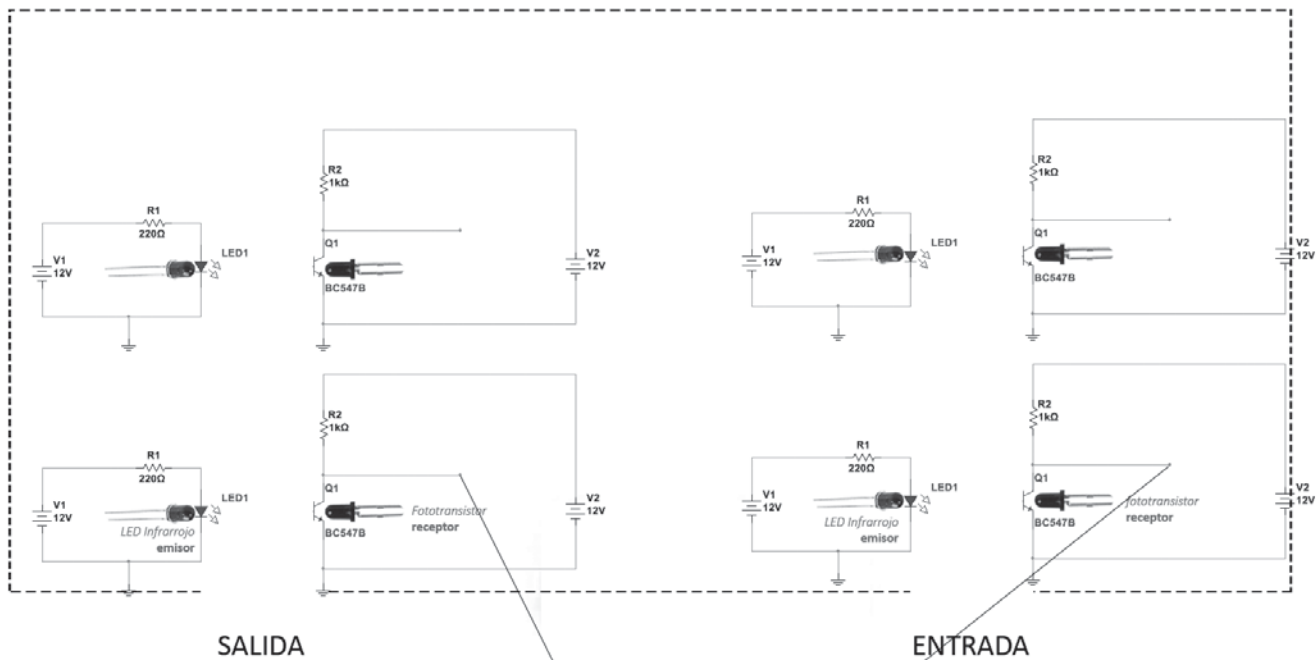 R2
1kΩ
R1
220Ω
Q1
V1
12V
LED1
V2
12V
BC547B
R2
1kΩ
R1
220Ω
Q1
V1
12V
LED1
V2
12V
BC547B
R2
1kΩ
R1
220Ω
Q1
V1
12V
LED1
LED Infrarrojo
emisor
Fototransistor
receptor
V2
12V
BC547B
R2
1kΩ
R1
220Ω
Q1
V1
12V
LED1
LED Infrarrojo
emisor
fototransistor
receptor
V2
12V
BC547B
SALIDA
ENTRADA